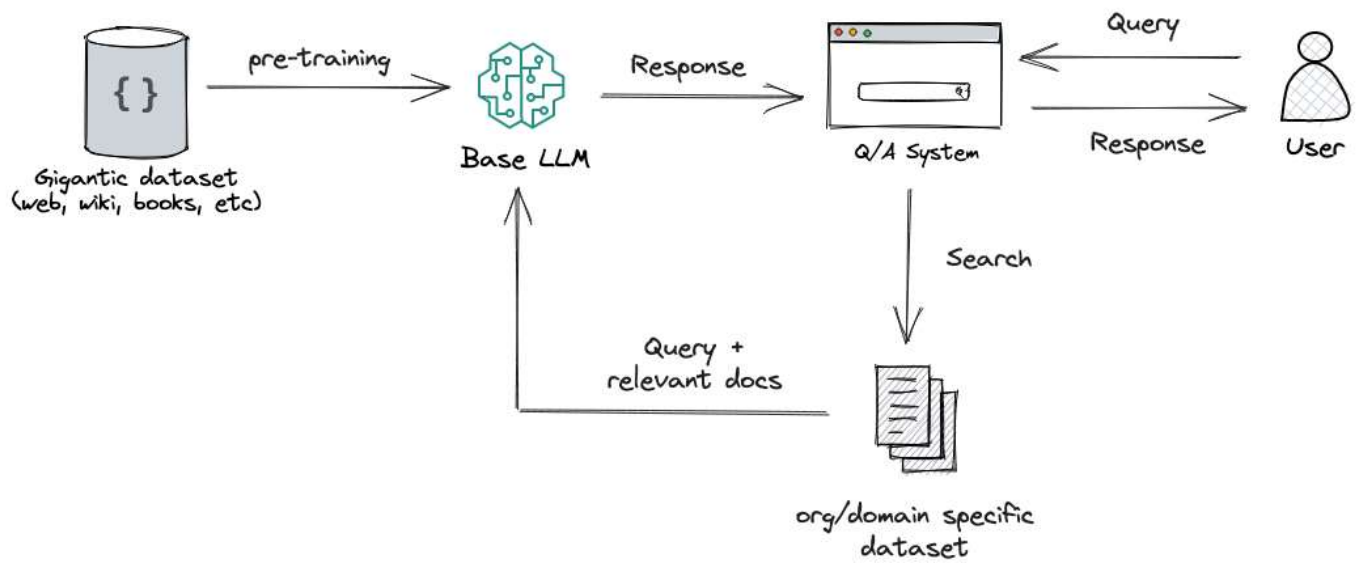 Query
pre-training
Response
{ }
Base LLM
Q/A System
Response
User
Gigantic dataset
(web, wiki, books, etc)
Search
Query +
relevant docs
org/domain specific
dataset